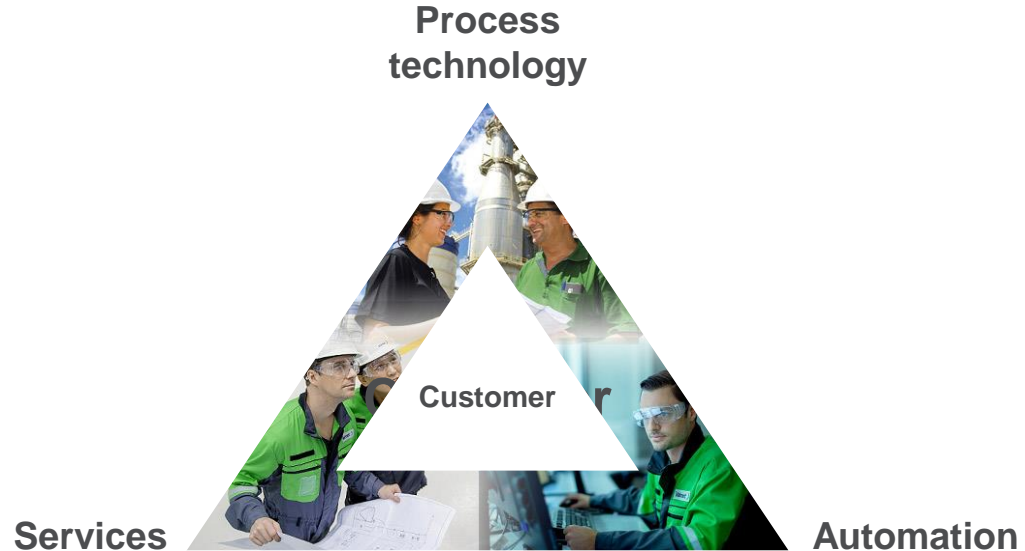 Process
technology
Customer
Services
Automation